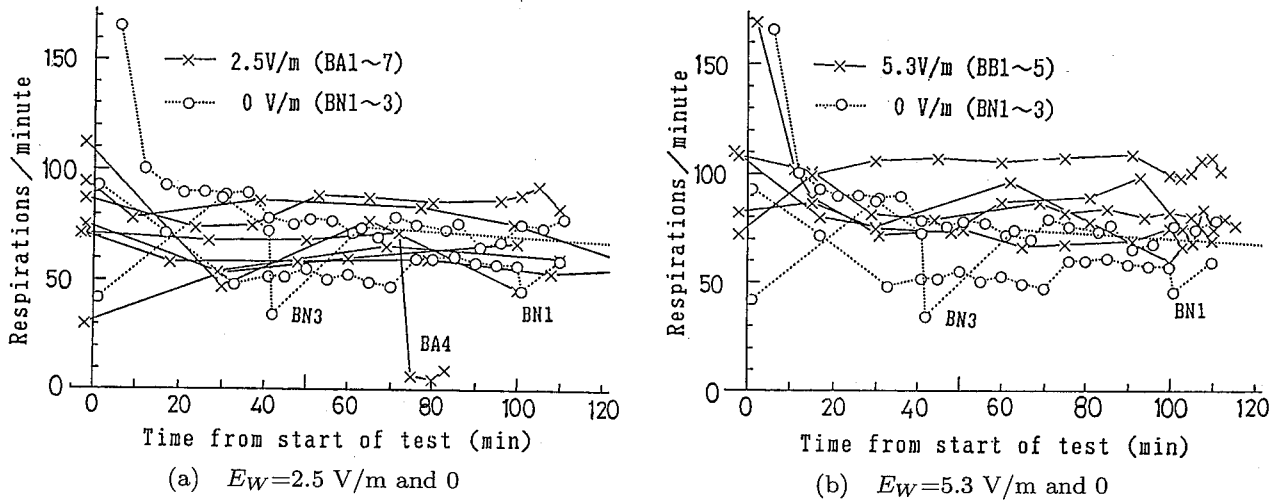 Respirations/minute
150
100
50
0
2.5V/m (BA1~7)
0 V/m (BN1~3)
BN3
BN1
BA4
0 20 40 60 80 100 120
Time from start of test (min)
(a) E_W=2.5 V/m and 0
Respirations/minute
150
100
50
0
5.3V/m (BB1~5)
0 V/m (BN1~3)
BN3
BN1
0 20 40 60 80 100 120
Time from start of test (min)
(b) E_W=5.3 V/m and 0